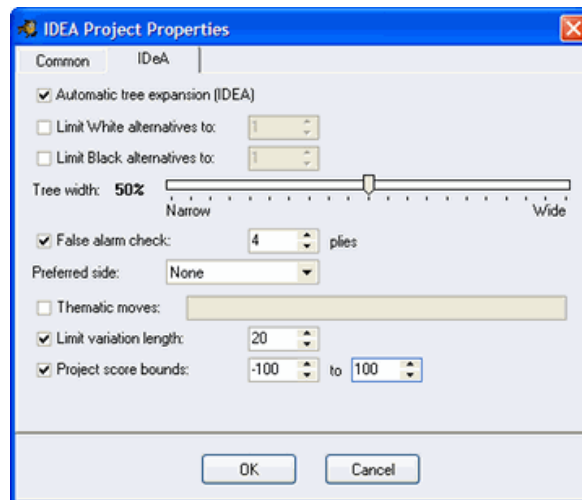 IDEA Project Properties
Common IDeA
Automatic tree expansion (IDEA)
Limit White alternatives to: 1
Limit Black alternatives to: 1
Tree width: 50%
Narrow Wide
False alarm check: 4 plies
Preferred side: None
Thematic moves:
Limit variation length: 20
Project score bounds: -100 to 100
OK Cancel